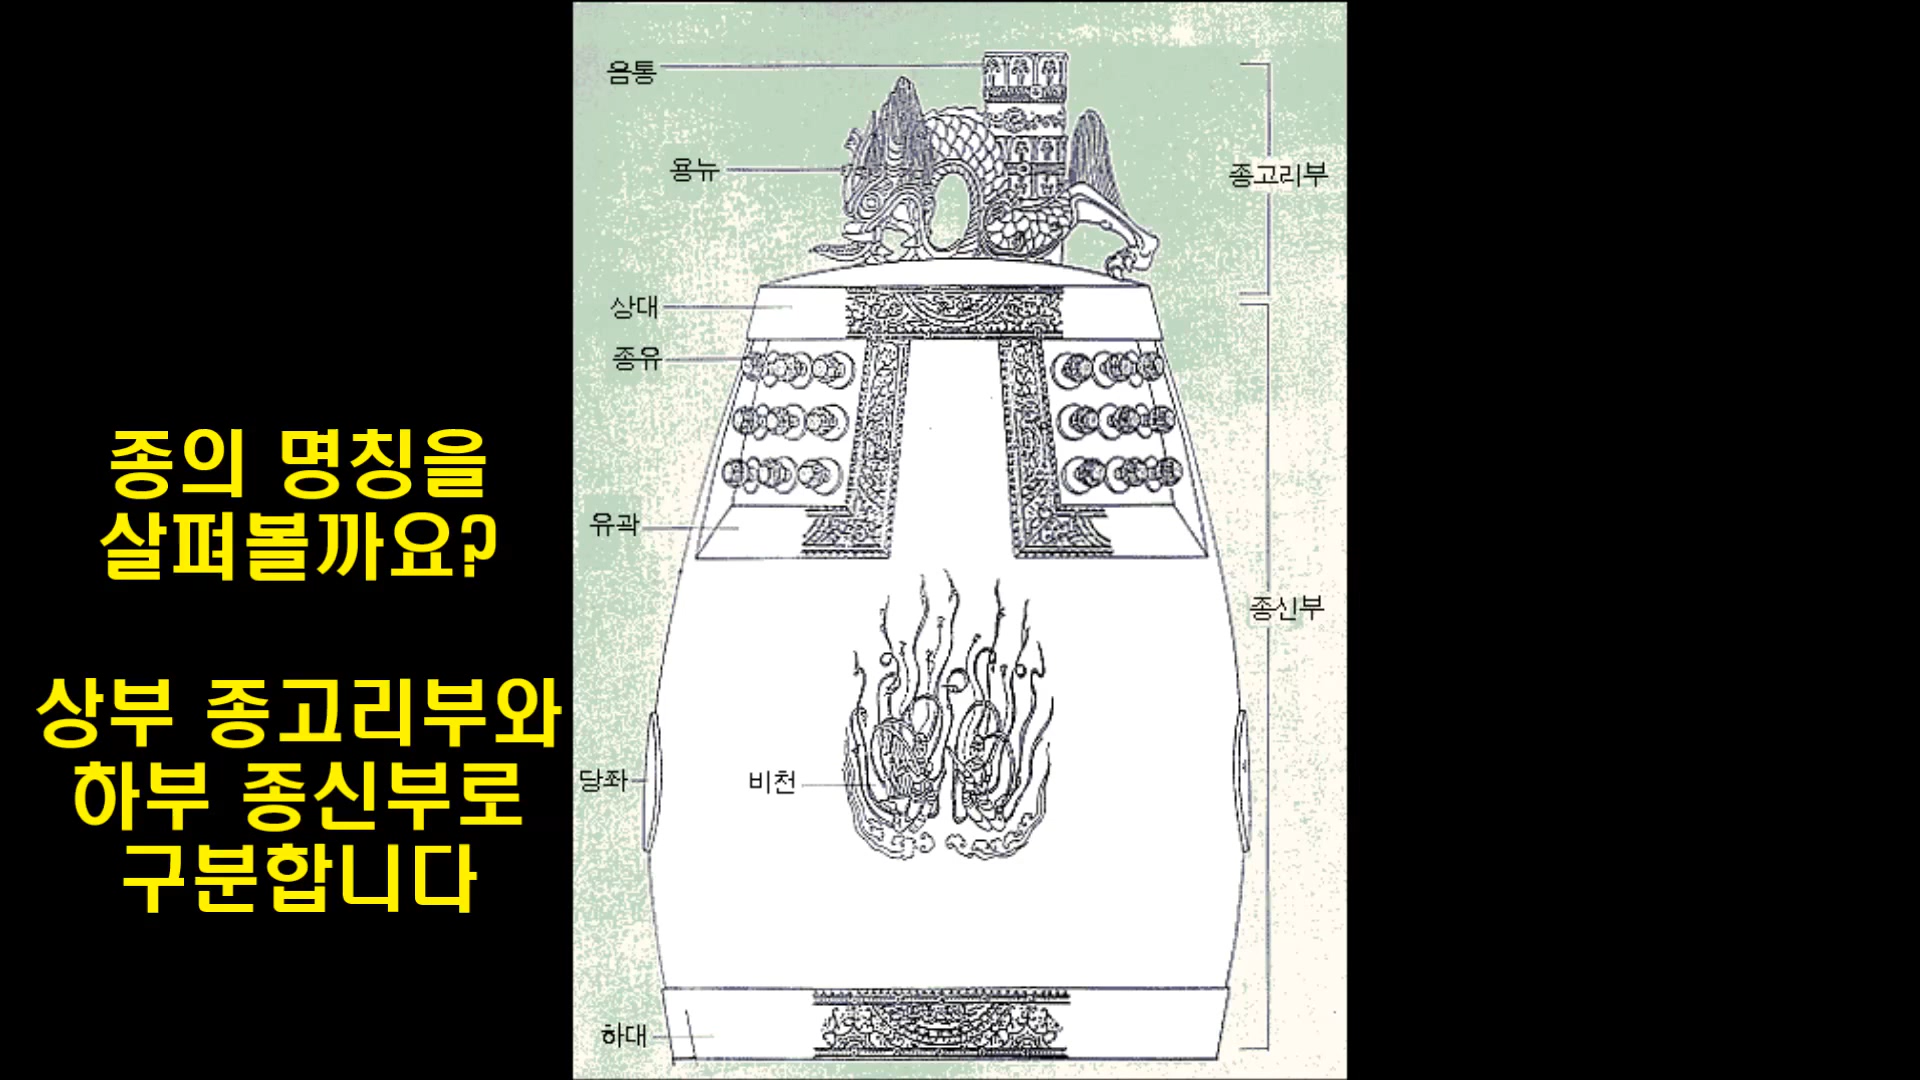 종의 명칭을
살펴볼까요?
상부 종고리부와
하부 종신부로
구분합니다
음통
용뉴
종고리부
상대
종유
유곽
종신부
당좌
비천
하대